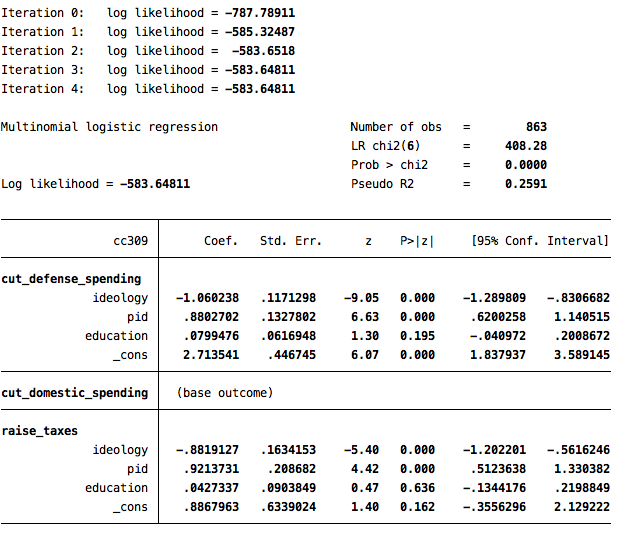 Iteration 0:   log likelihood = -787.78911
Iteration 1:   log likelihood = -585.32487
Iteration 2:   log likelihood =  -583.6518
Iteration 3:   log likelihood = -583.64811
Iteration 4:   log likelihood = -583.64811
Multinomial logistic regression                   Number of obs   =        863
LR chi2(6)      =     408.28
Prob > chi2     =     0.0000
Log likelihood = -583.64811                       Pseudo R2       =     0.2591
cc309        Coef.   Std. Err.      z    P>|z|     [95% Conf. Interval]
cut_defense_spending
ideology    -1.060238   .1171298    -9.05   0.000    -1.289809   -.8306682
pid     .8802702   .1327802     6.63   0.000     .6200258    1.140515
education     .0799476   .0616948     1.30   0.195     -.040972    .2008672
_cons     2.713541    .446745     6.07   0.000     1.837937    3.589145
cut_domestic_spending   (base outcome)
raise_taxes
ideology    -.8819127   .1634153    -5.40   0.000    -1.202201   -.5616246
pid     .9213731    .208682     4.42   0.000     .5123638    1.330382
education     .0427337   .0903849     0.47   0.636    -.1344176    .2198849
_cons     .8867963   .6339024     1.40   0.162    -.3556296    2.129222